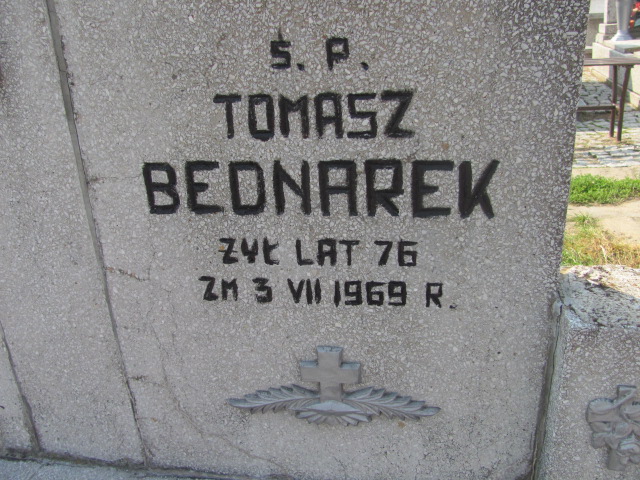 Ś. P.
TOMASZ
BEDNAREK
ŻYŁ LAT 76
ZM 3 VII 1969 R.